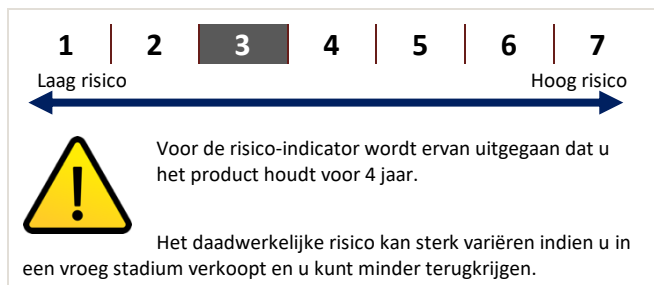 1 2 3 4 5 6 7
Laag risico Hoog risico
Voor de risico-indicator wordt ervan uitgegaan dat u
het product houdt voor 4 jaar.
Het daadwerkelijke risico kan sterk variëren indien u in
een vroeg stadium verkoopt en u kunt minder terugkrijgen.